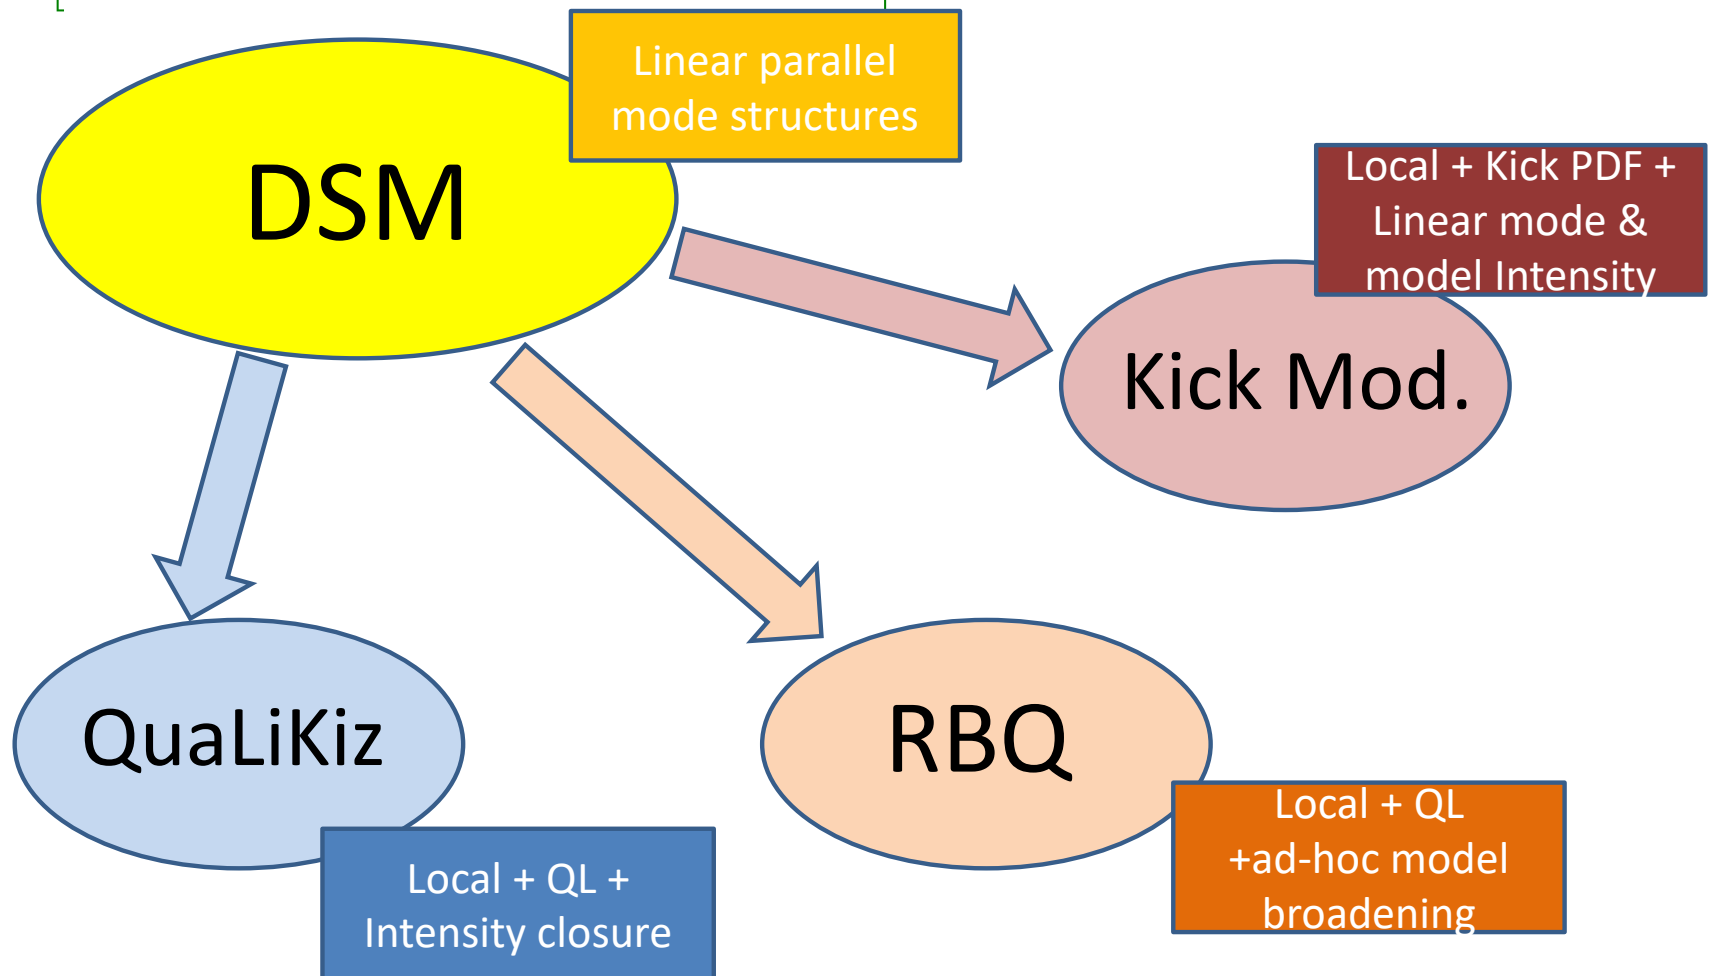 Linear parallel
mode structures
DSM
Local + Kick PDF +
Linear mode &
model Intensity
Kick Mod.
QuaLiKiz
RBQ
Local + QL
+ad-hoc model
broadening
Local + QL +
Intensity closure